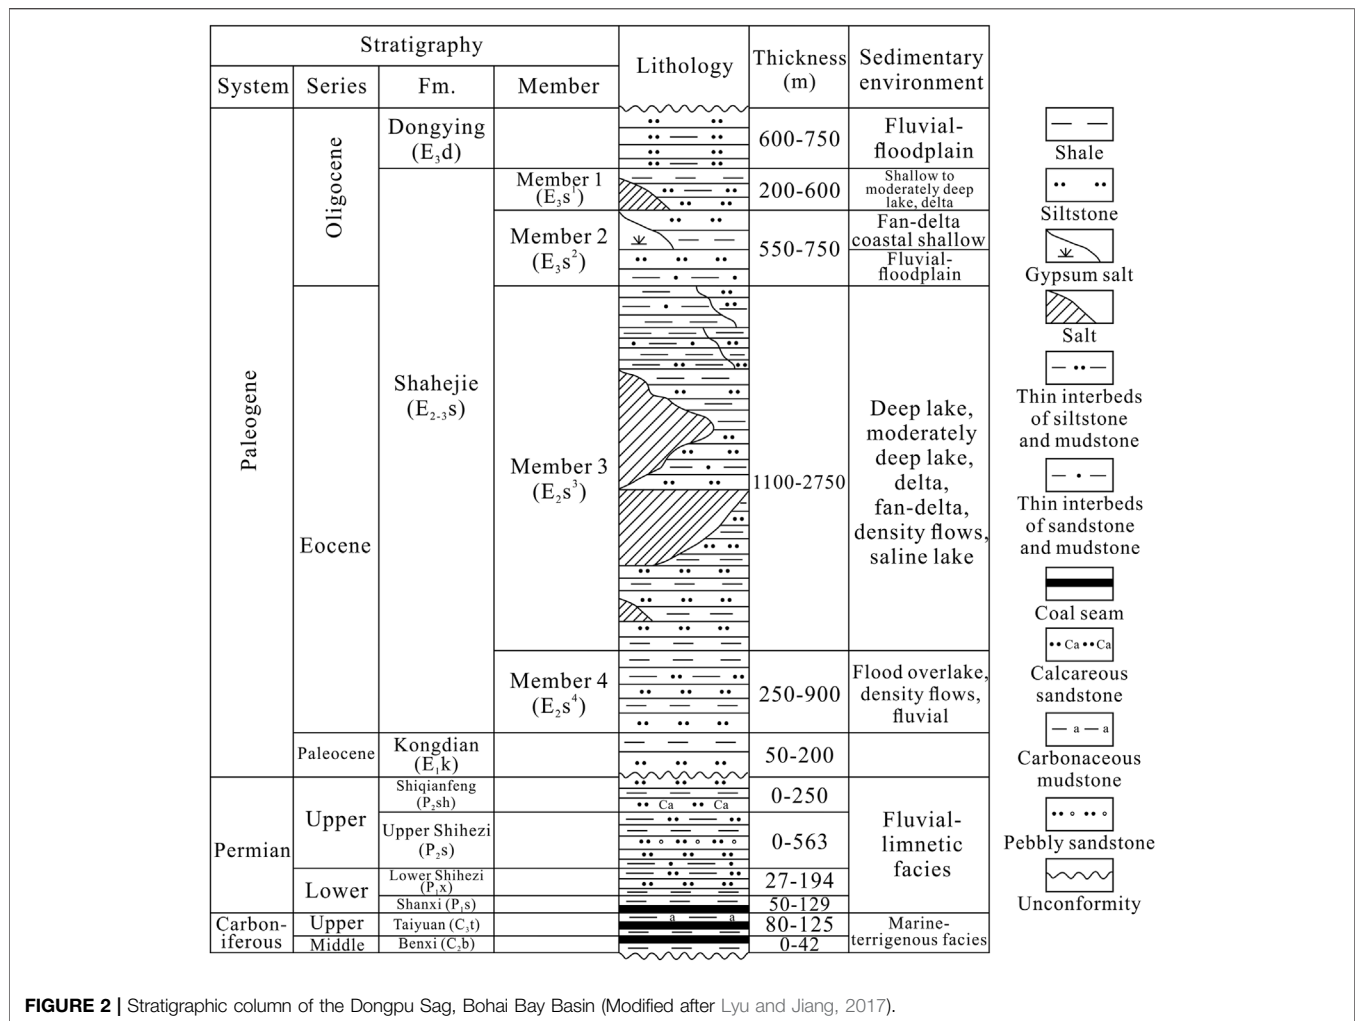 Stratigraphy
Lithology
Thickness
(m)
Sedimentary
environment
System
Series
Fm.
Member
Paleogene
Oligocene
Dongying
(E₃d)
600-750
Fluvial-
floodplain
Shahejie
(E₂₋₃s)
Member 1
(E₃s¹)
200-600
Shallow to
moderately deep
lake, delta
Member 2
(E₃s²)
550-750
Fan-delta
coastal shallow
Fluvial-
floodplain
Eocene
Member 3
(E₂s³)
1100-2750
Deep lake,
moderately
deep lake,
delta,
fan-delta,
density flows,
saline lake
Member 4
(E₂s⁴)
250-900
Flood overlake,
density flows,
fluvial
Paleocene
Kongdian
(E₁k)
50-200
Permian
Upper
Shiqianfeng
(P₂sh)
Ca Ca
0-250
Fluvial-
limnetic
facies
Upper Shihezi
(P₂s)
0-563
Lower
Lower Shihezi
(P₁x)
27-194
Shanxi (P₁s)
50-129
Carbon-
iferous
Upper
Taiyuan (C₃t)
a a
80-125
Marine-
terrigenous facies
Middle
Benxi (C₂b)
0-42
Shale
Siltstone
Gypsum salt
Salt
Thin interbeds
of siltstone
and mudstone
Thin interbeds
of sandstone
and mudstone
Coal seam
Ca Ca
Calcareous
sandstone
a a
Carbonaceous
mudstone
Pebbly sandstone
Unconformity
FIGURE 2 | Stratigraphic column of the Dongpu Sag, Bohai Bay Basin (Modified after Lyu and Jiang, 2017).